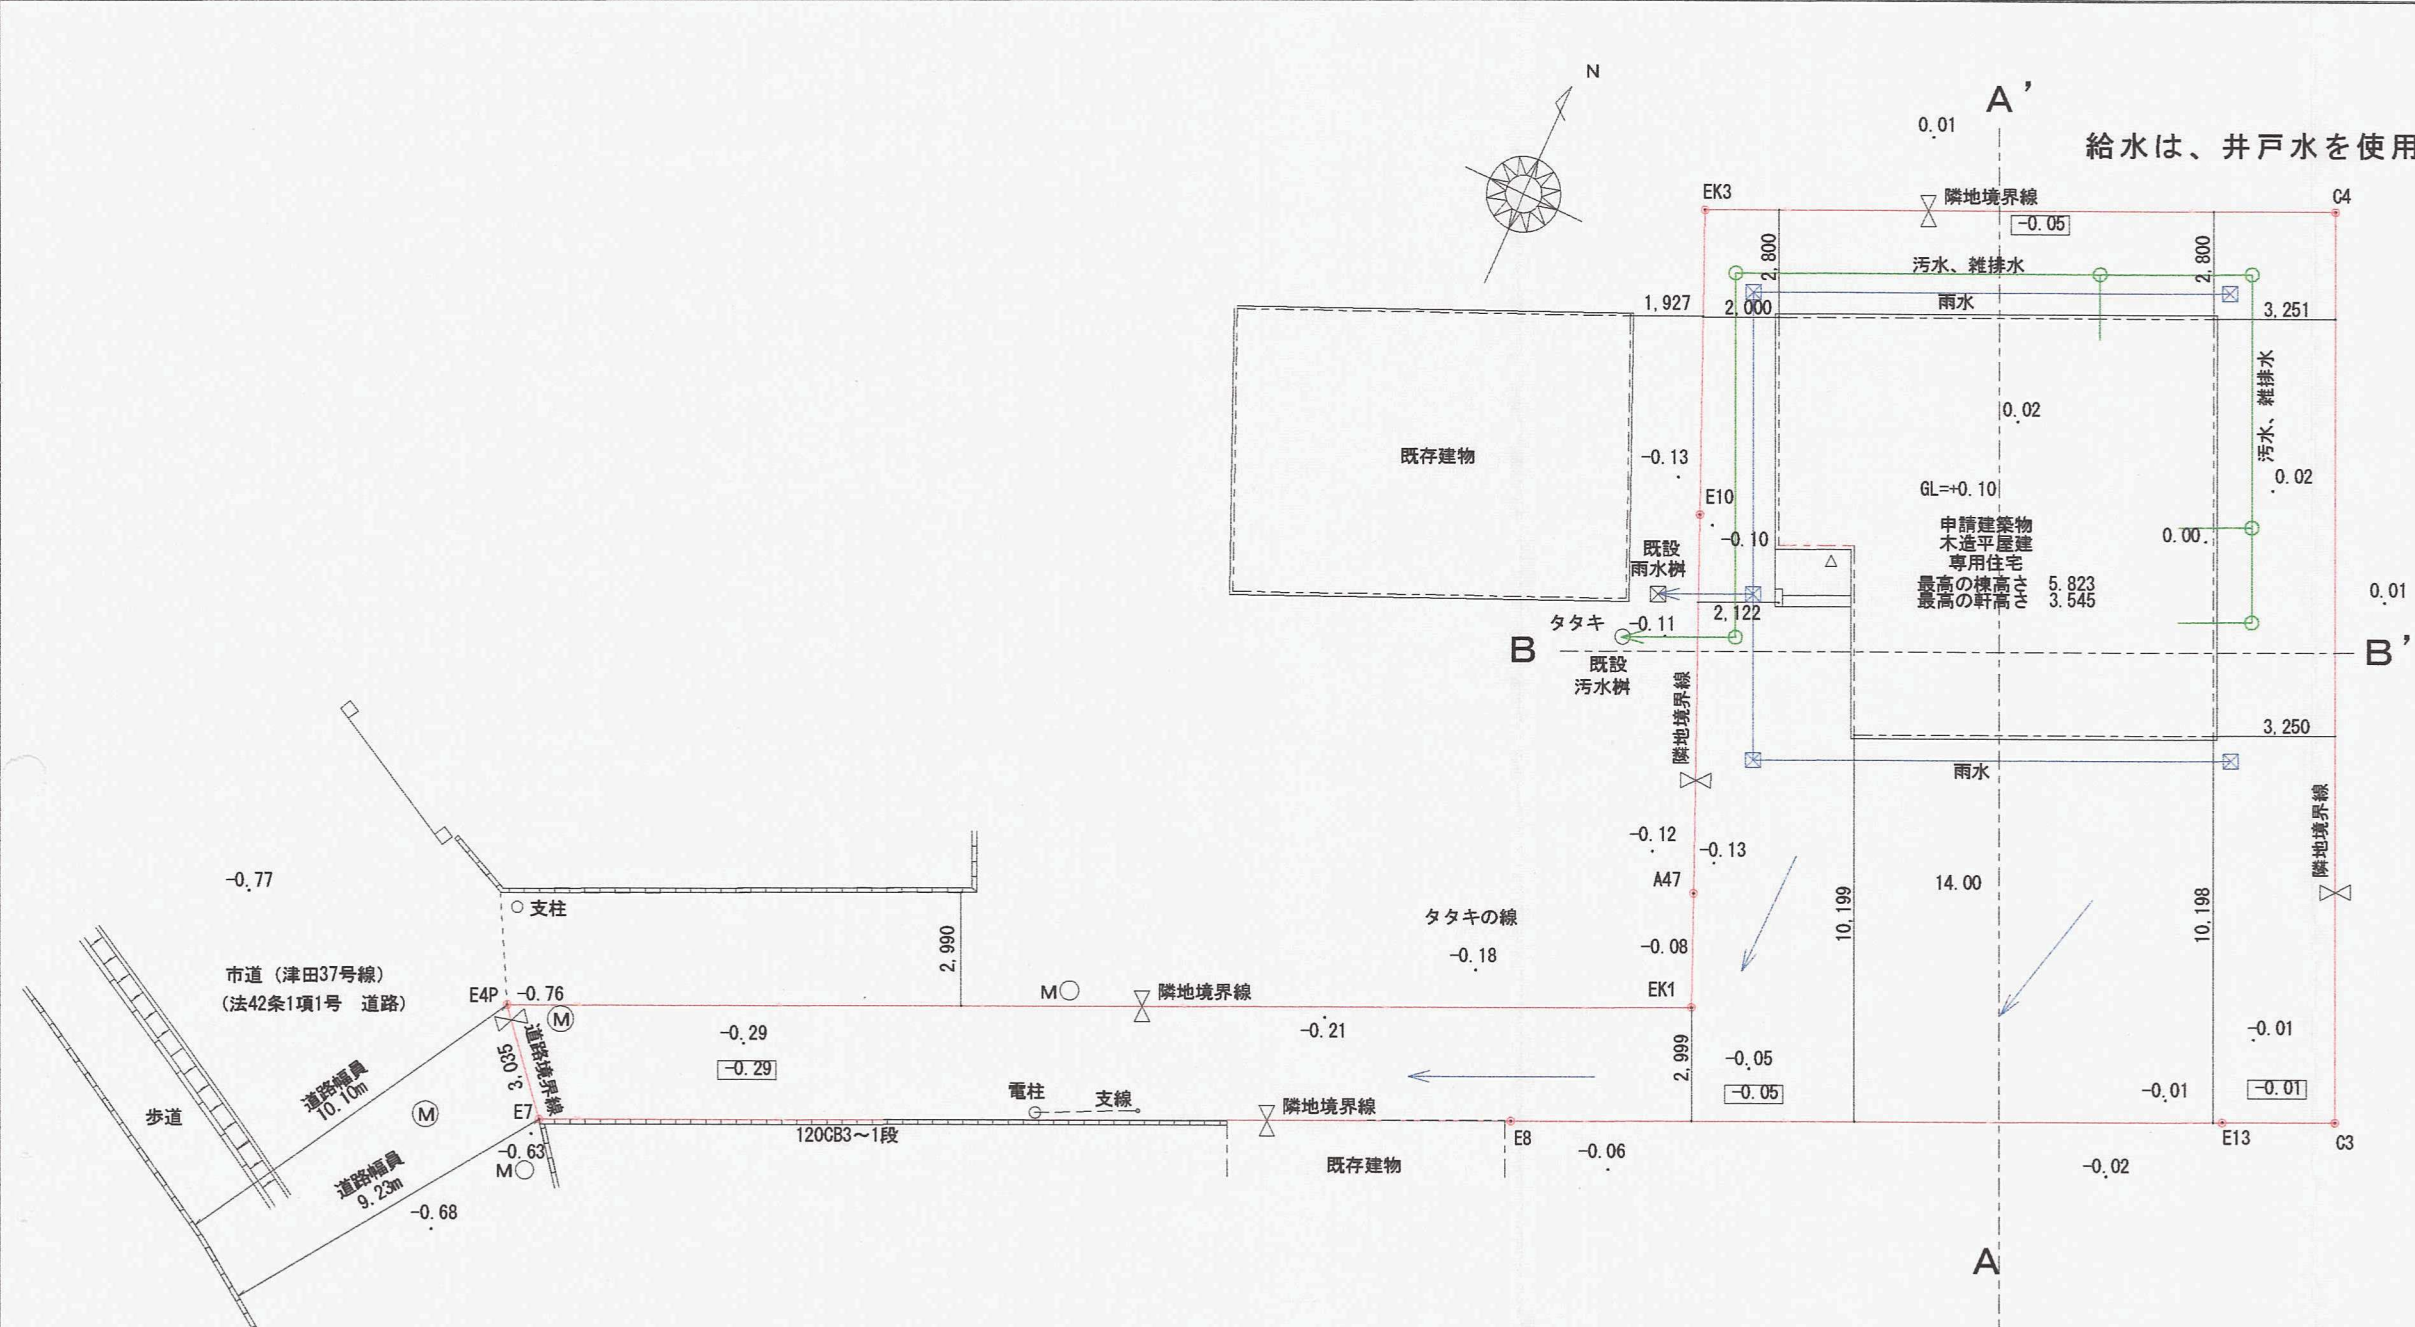 N
A'
0.01
給水は、井戸水を使用
EK3
隣地境界線
C4
-0.05
2,800
2,800
汚水、雑排水
1,927
2,000
雨水
3,251
汚水、雑排水
0.02
既存建物
-0.13
0.02
E10
GL=+0.10
-0.10
申請建築物
木造平屋建
専用住宅
最高の棟高さ 5.823
最高の軒高さ 3.545
0.00
既設
雨水桝
0.01
2,122
タタキ
-0.11
B
B'
既設
汚水桝
隣地境界線
3,250
雨水
隣地境界線
-0.12
-0.13
-0.77
A47
14.00
支柱
タタキの線
10,199
10,198
2,990
-0.08
-0.18
市道（津田37号線）
（法42条1項1号 道路）
E4P
-0.76
M
隣地境界線
EK1
M
-0.29
-0.21
-0.01
道路境界線
3,035
2,999
-0.05
-0.29
-0.05
-0.01
-0.01
道路幅員
10.10m
歩道
M
E7
電柱
支線
隣地境界線
120CB3～1段
E8
E13
C3
-0.63
M
既存建物
-0.06
-0.02
道路幅員
9.23m
-0.68
A